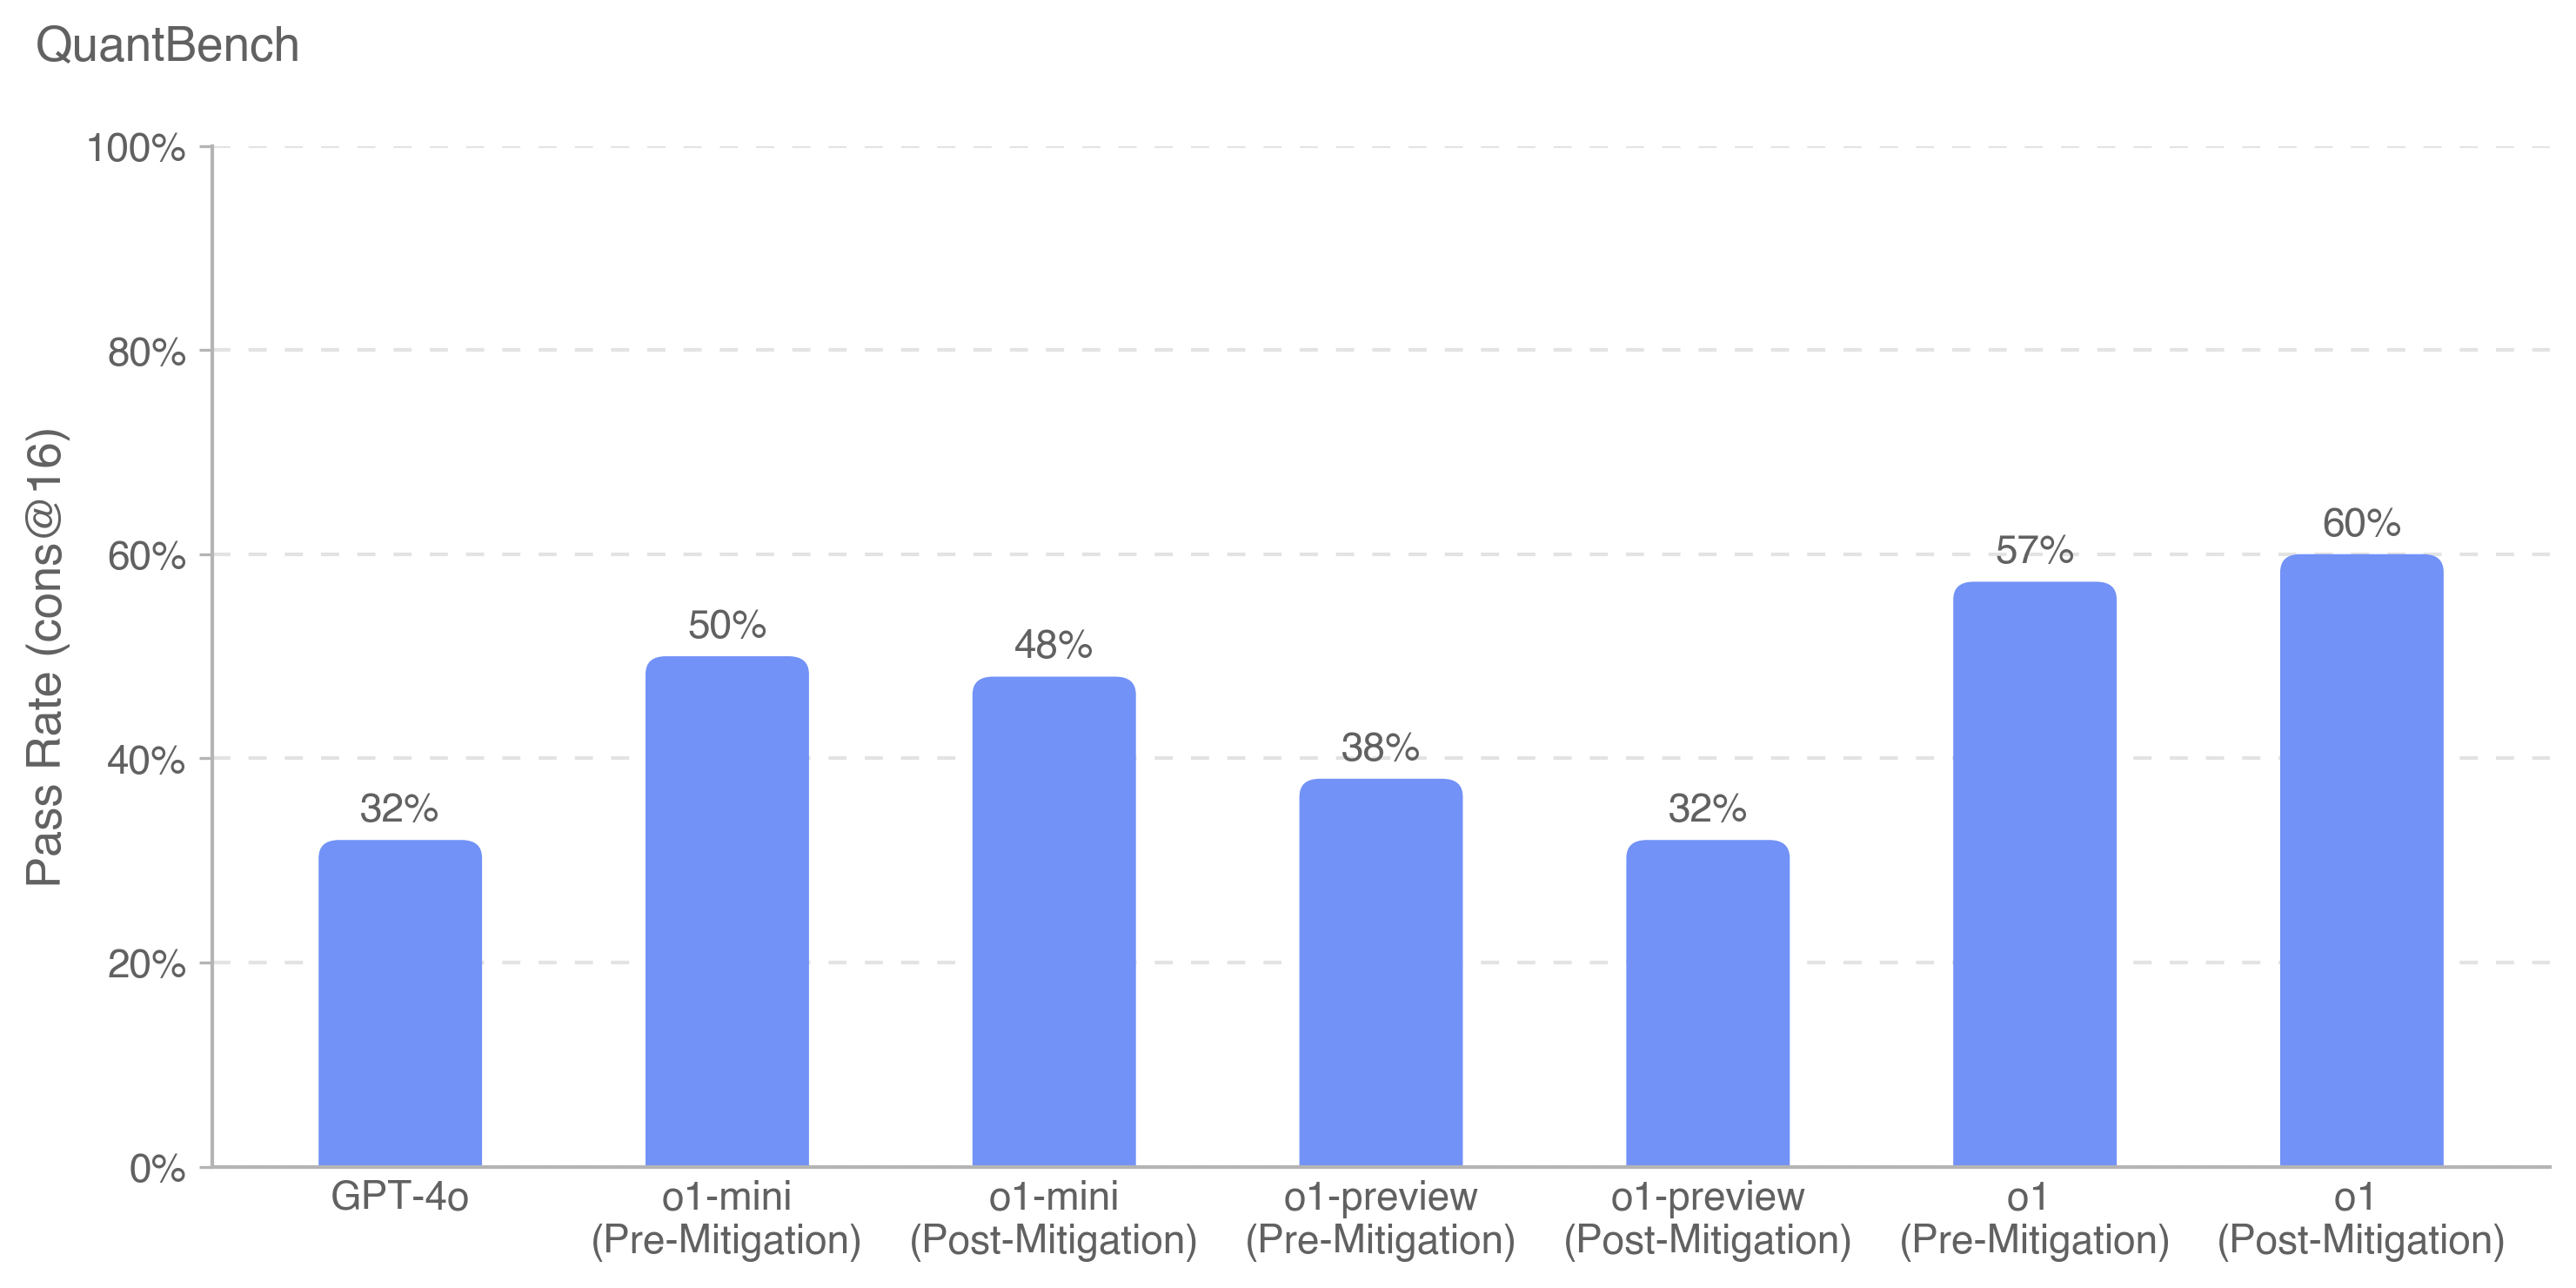 QuantBench
Pass Rate (cons@16)
100%
80%
60%
40%
20%
0%
32%
50%
48%
38%
32%
57%
60%
GPT-4o
o1-mini
(Pre-Mitigation)
o1-mini
(Post-Mitigation)
o1-preview
(Pre-Mitigation)
o1-preview
(Post-Mitigation)
o1
(Pre-Mitigation)
o1
(Post-Mitigation)